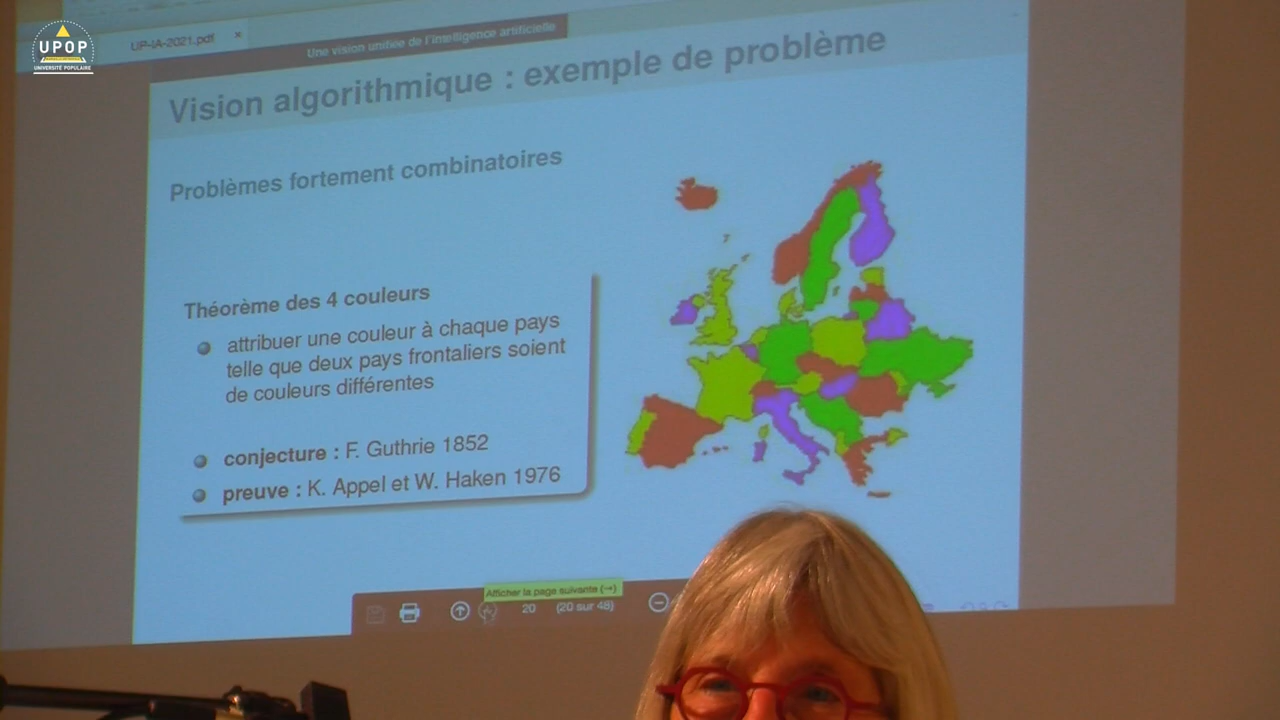 UPOP
UNIVERSITÉ POPULAIRE
UP-IA-2021.pdf ×
Une vision unifiée de l'intelligence artificielle
Vision algorithmique : exemple de problème
Problèmes fortement combinatoires
Théorème des 4 couleurs
attribuer une couleur à chaque pays
telle que deux pays frontaliers soient
de couleurs différentes
conjecture : F. Guthrie 1852
preuve : K. Appel et W. Haken 1976
Afficher la page suivante (→)
20 (20 sur 48)